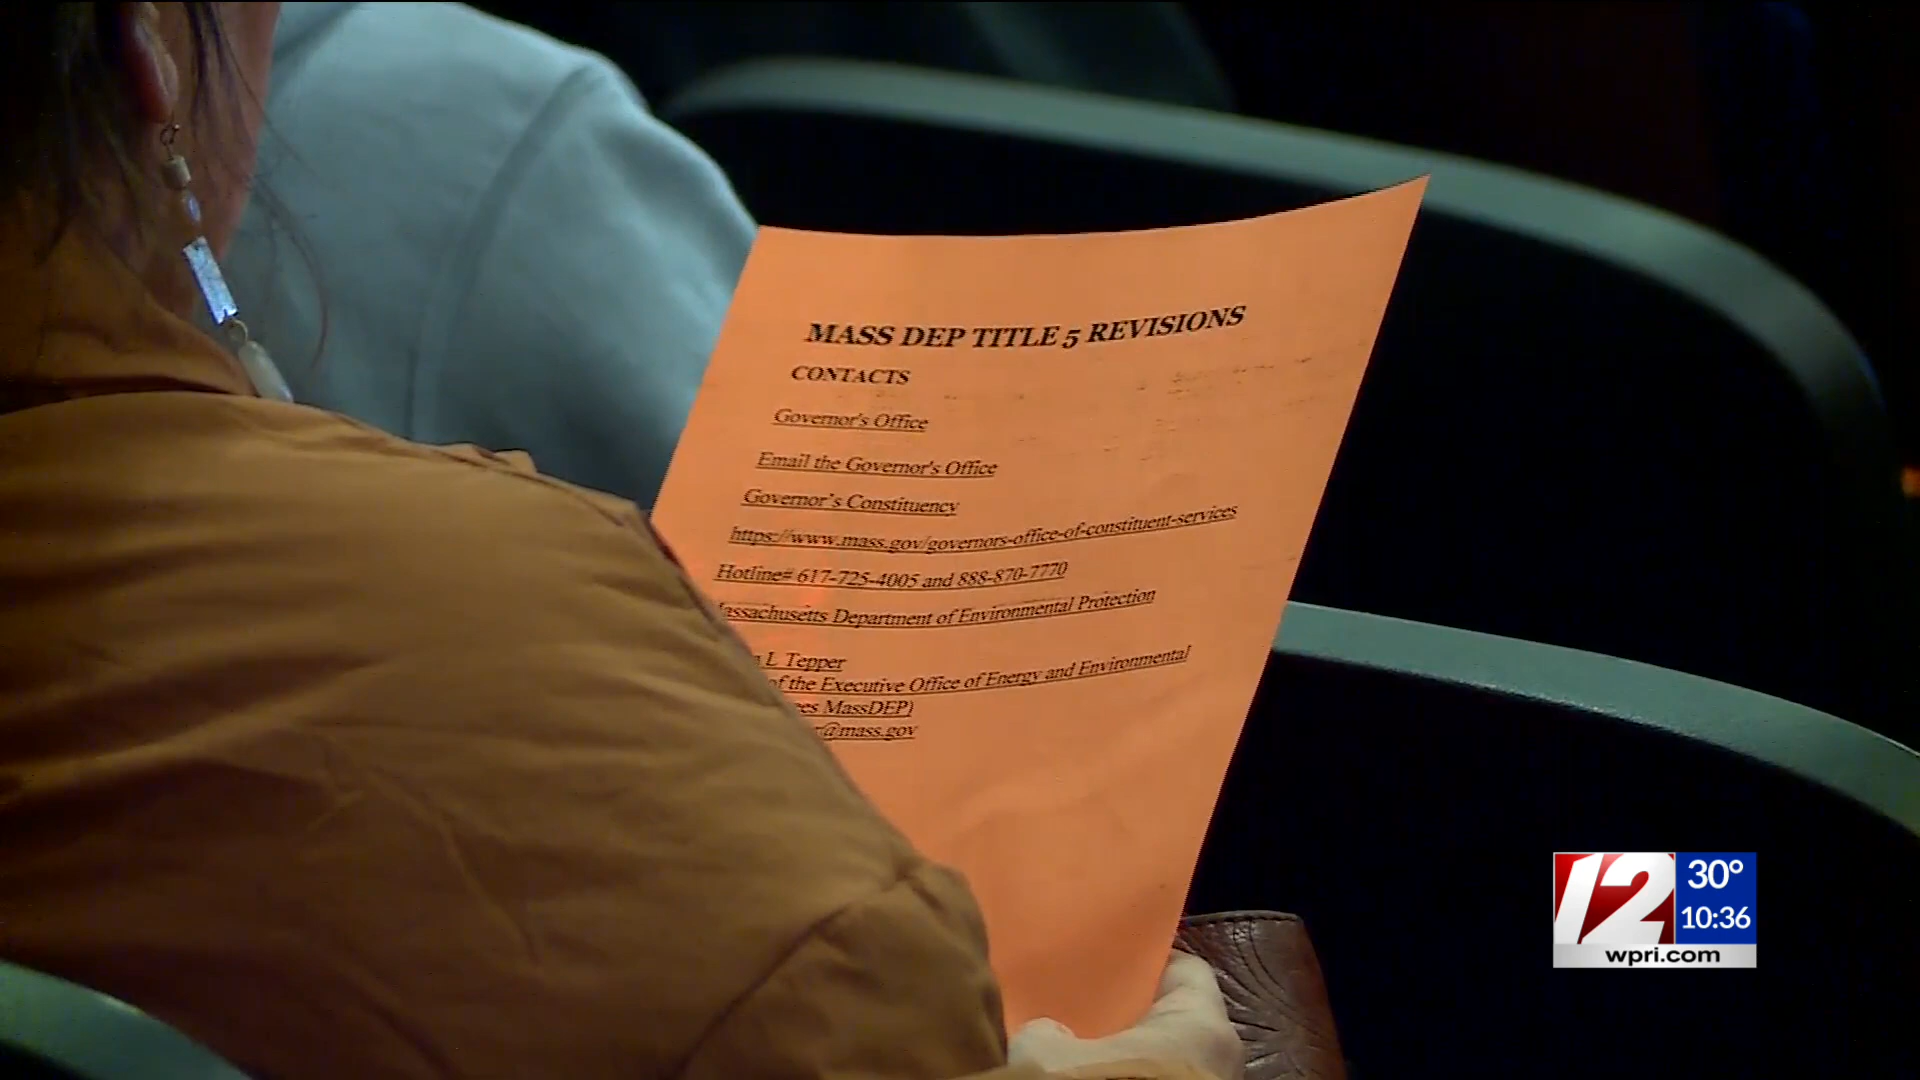 MASS DEP TITLE 5 REVISIONS
CONTACTS
Governor's Office
Email the Governor's Office
Governor's Constituency
https://www.mass.gov/governors-office-of-constituent-services
Hotline# 617-725-4005 and 888-870-7770
assachusetts Department of Environmental Protection
L Tepper
of the Executive Office of Energy and Environmental
es MassDEP)
r@mass.gov
12
30°
10:36
wpri.com